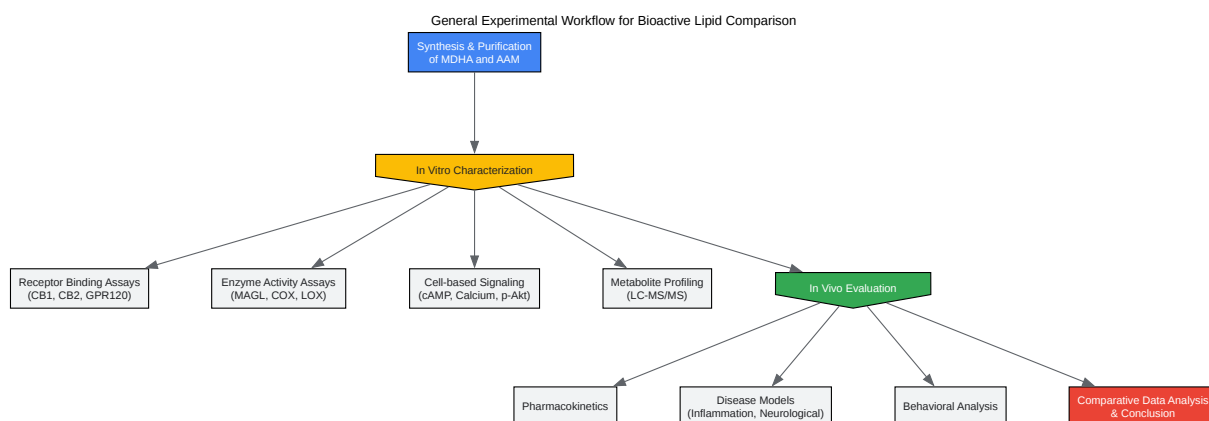 General Experimental Workflow for Bioactive Lipid Comparison
Synthesis & Purification
of MDHA and AAM
In Vitro Characterization
Receptor Binding Assays
(CB1, CB2, GPR120)
Enzyme Activity Assays
(MAGL, COX, LOX)
Cell-based Signaling
(cAMP, Calcium, p-Akt)
Metabolite Profiling
(LC-MS/MS)
In Vivo Evaluation
Pharmacokinetics
Disease Models
(Inflammation, Neurological)
Behavioral Analysis
Comparative Data Analysis
& Conclusion